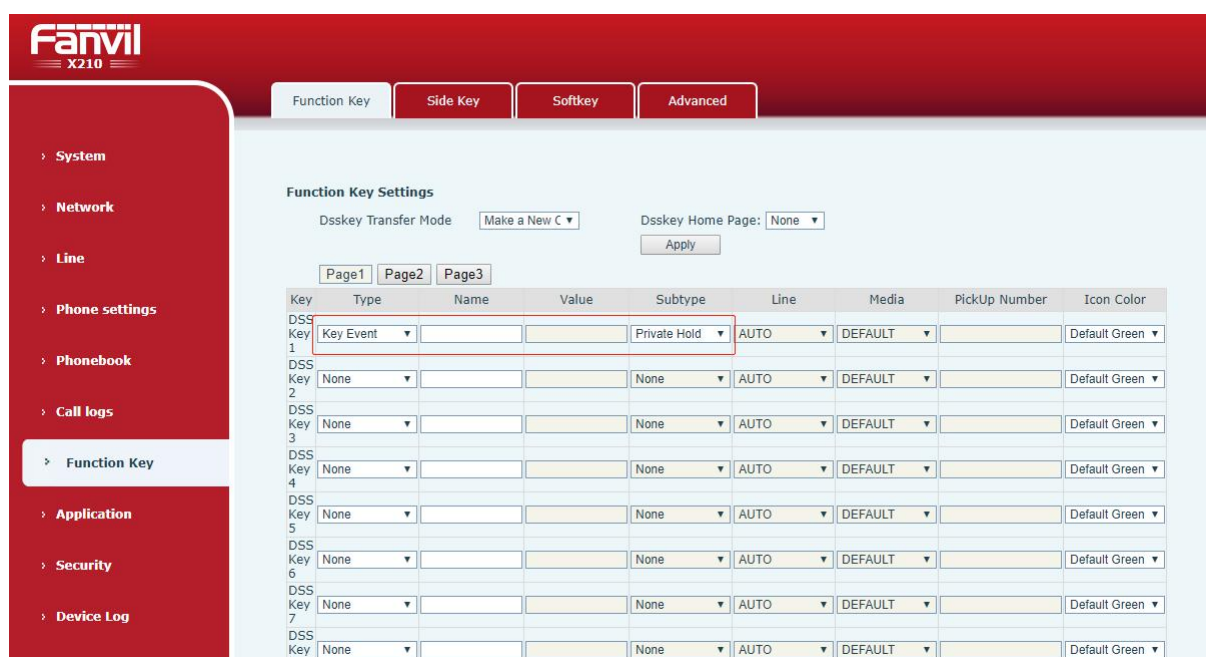 Fanvil
X210
Function Key Side Key Softkey Advanced
› System
› Network
› Line
› Phone settings
› Phonebook
› Call logs
› Function Key
› Application
› Security
› Device Log
Function Key Settings
Dsskey Transfer Mode Make a New C ▼ Dsskey Home Page: None ▼
Apply
Page1 Page2 Page3
Key Type Name Value Subtype Line Media PickUp Number Icon Color
DSS Key 1 Key Event ▼ Private Hold ▼ AUTO ▼ DEFAULT ▼ Default Green ▼
DSS Key 2 None ▼ None ▼ AUTO ▼ DEFAULT ▼ Default Green ▼
DSS Key 3 None ▼ None ▼ AUTO ▼ DEFAULT ▼ Default Green ▼
DSS Key 4 None ▼ None ▼ AUTO ▼ DEFAULT ▼ Default Green ▼
DSS Key 5 None ▼ None ▼ AUTO ▼ DEFAULT ▼ Default Green ▼
DSS Key 6 None ▼ None ▼ AUTO ▼ DEFAULT ▼ Default Green ▼
DSS Key 7 None ▼ None ▼ AUTO ▼ DEFAULT ▼ Default Green ▼
DSS Key None ▼ None ▼ AUTO ▼ DEFAULT ▼ Default Green ▼